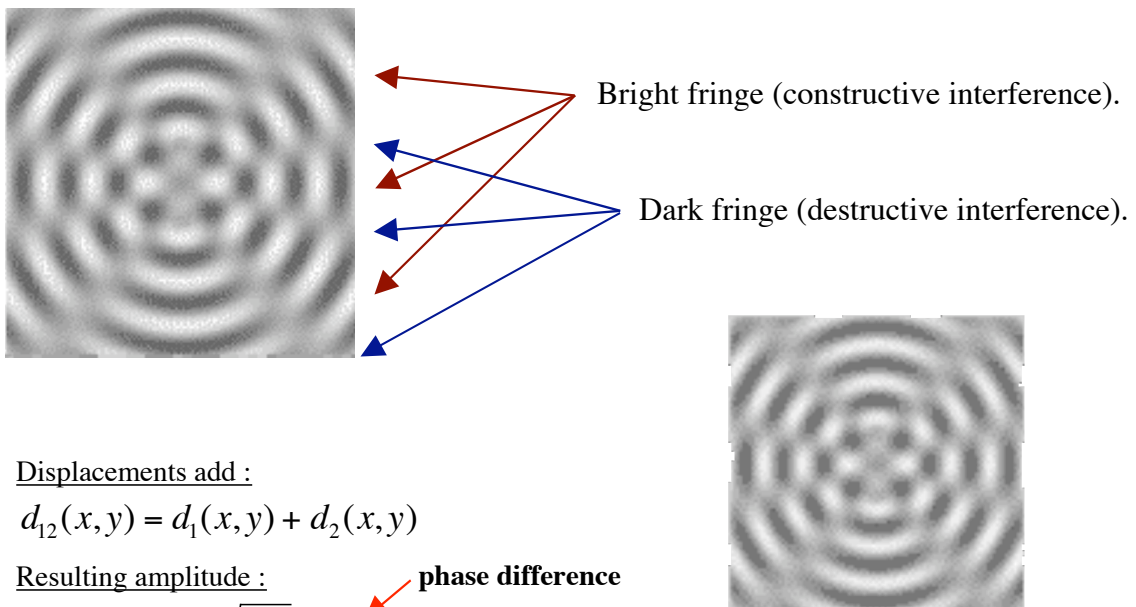 Bright fringe (constructive interference).
Dark fringe (destructive interference).
Displacements add :
d₁₂(x, y) = d₁(x, y) + d₂(x, y)
Resulting amplitude :
phase difference